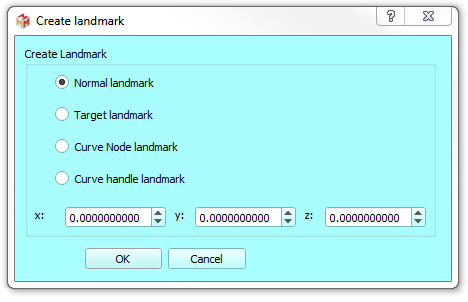 Create landmark
Create Landmark
Normal landmark
Target landmark
Curve Node landmark
Curve handle landmark
x: 0.0000000000 y: 0.0000000000 z: 0.0000000000
OK Cancel